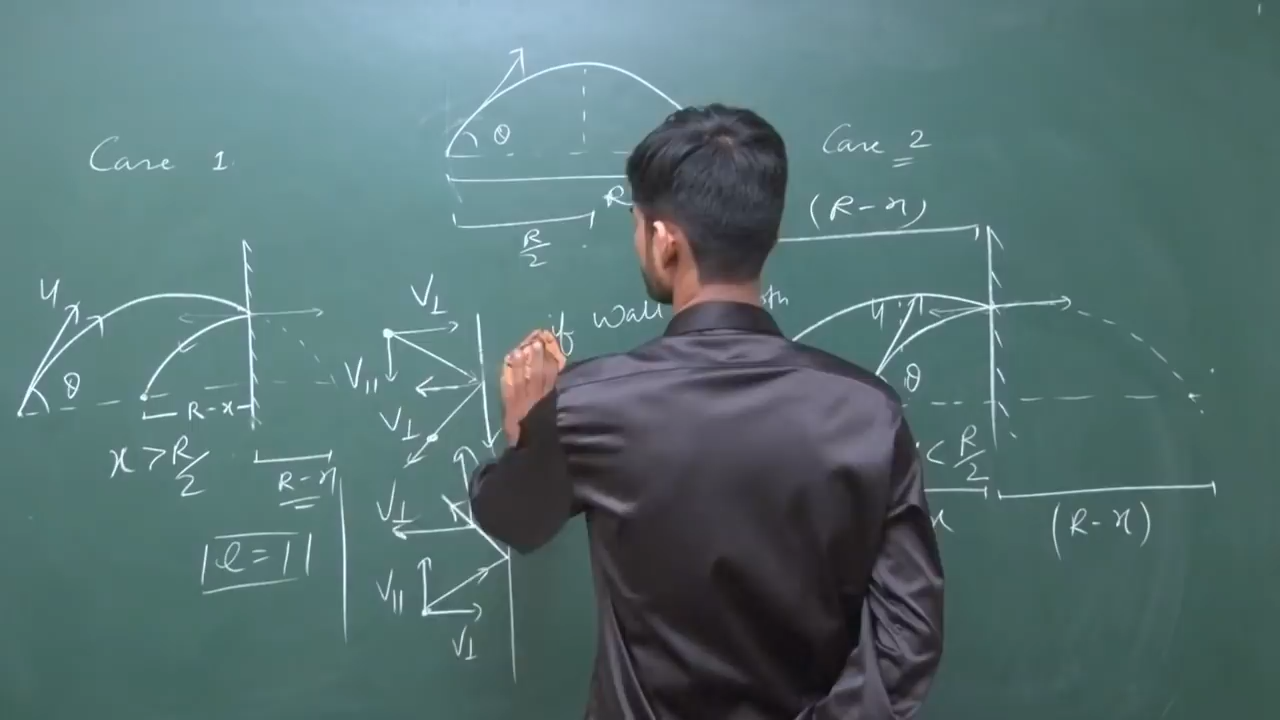 θ
R
R/2
Case 1.
Case 2
(R-x)
u
θ
R-x
x > R/2
R-x
|e=1|
V⊥
V||
V⊥
V⊥
V||
V⊥
if Wall
u
θ
< R/2
x
(R-x)